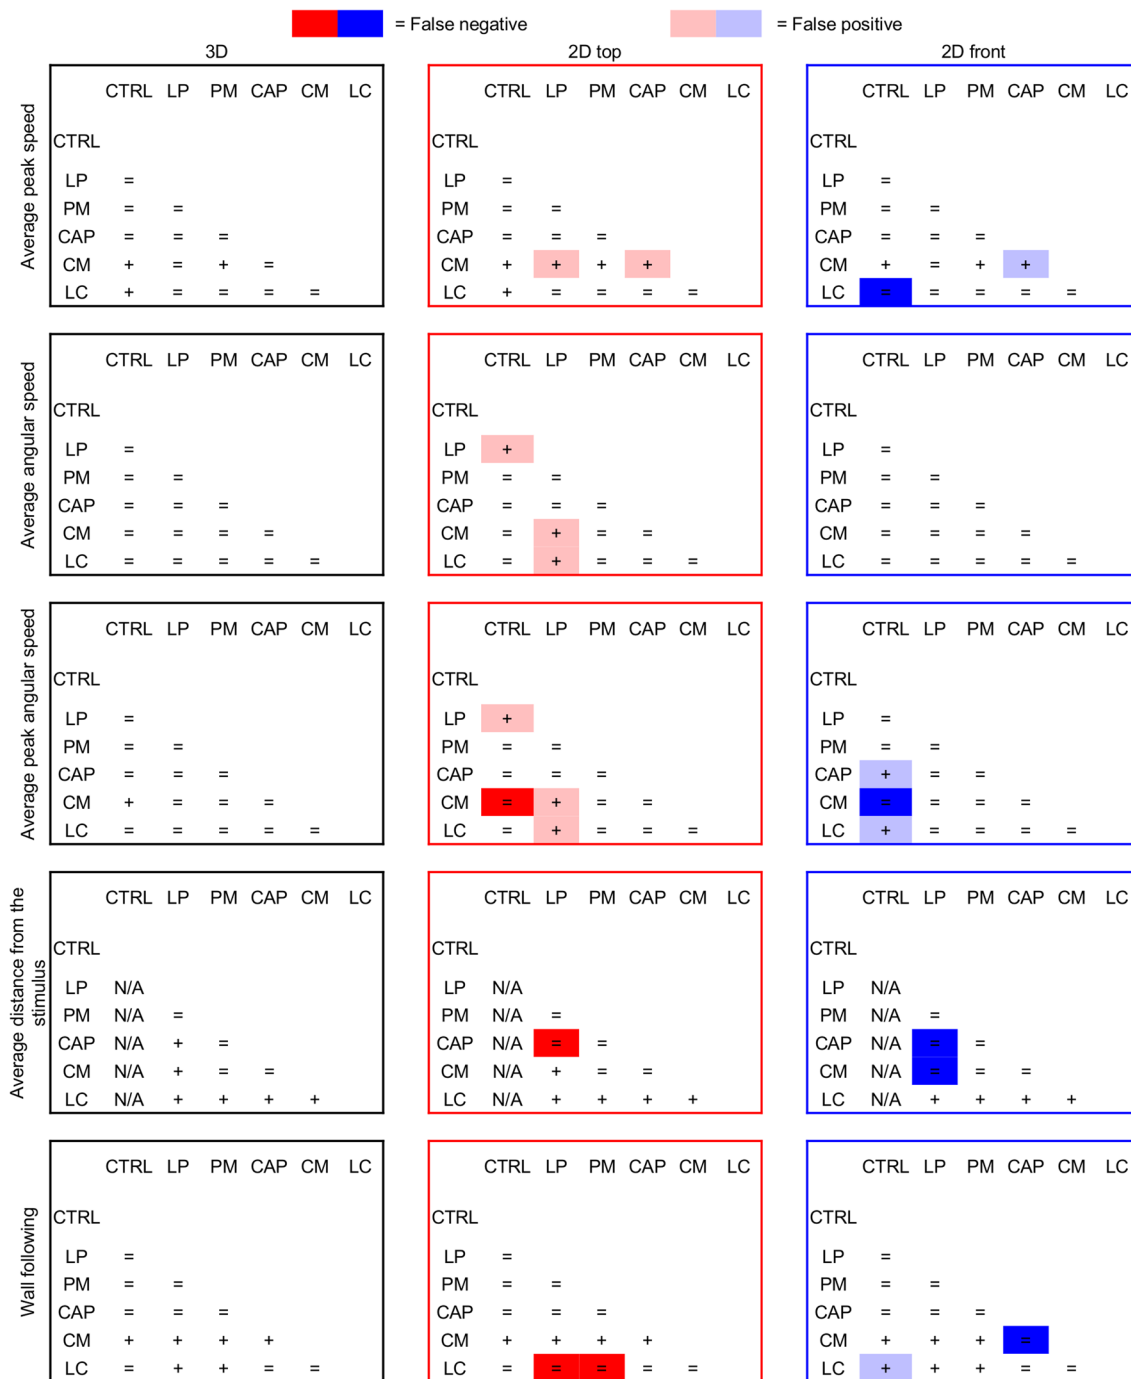 = False negative = False positive
3D 2D top 2D front
Average peak speed
CTRL LP PM CAP CM LC CTRL LP PM CAP CM LC CTRL LP PM CAP CM LC
CTRL CTRL CTRL
LP = LP = LP =
PM = = PM = = PM = =
CAP = = = CAP = = = CAP = = =
CM + = + = CM + + + + CM + = + +
LC + = = = = LC + = = = = LC = = = = =
Average angular speed
CTRL LP PM CAP CM LC CTRL LP PM CAP CM LC CTRL LP PM CAP CM LC
CTRL CTRL CTRL
LP = LP + LP =
PM = = PM = = PM = =
CAP = = = CAP = = = CAP = = =
CM = = = = CM = + = = CM = = = =
LC = = = = = LC = + = = = LC = = = = =
Average peak angular speed
CTRL LP PM CAP CM LC CTRL LP PM CAP CM LC CTRL LP PM CAP CM LC
CTRL CTRL CTRL
LP = LP + LP =
PM = = PM = = PM = =
CAP = = = CAP = = = CAP + = =
CM + = = = CM = + = = CM = = = =
LC = = = = = LC = + = = = LC + = = = =
Average distance from the
stimulus
CTRL LP PM CAP CM LC CTRL LP PM CAP CM LC CTRL LP PM CAP CM LC
CTRL CTRL CTRL
LP N/A LP N/A LP N/A
PM N/A = PM N/A = PM N/A =
CAP N/A + = CAP N/A = = CAP N/A = =
CM N/A + = = CM N/A + = = CM N/A = = =
LC N/A + + + + LC N/A + + + + LC N/A + + + +
Wall following
CTRL LP PM CAP CM LC CTRL LP PM CAP CM LC CTRL LP PM CAP CM LC
CTRL CTRL CTRL
LP = LP = LP =
PM = = PM = = PM = =
CAP = = = CAP = = = CAP = = =
CM + + + + CM + + + + CM + + + =
LC = + + = = LC = = = = = LC + + + = =